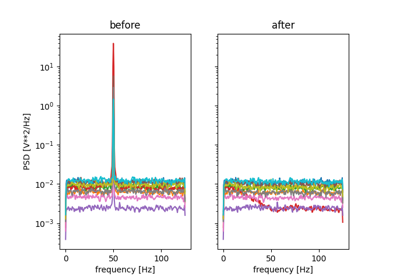 before
after
PSD [V**2/Hz]
10¹
10⁰
10⁻¹
10⁻²
10⁻³
0 50 100
0 50 100
frequency [Hz]
frequency [Hz]